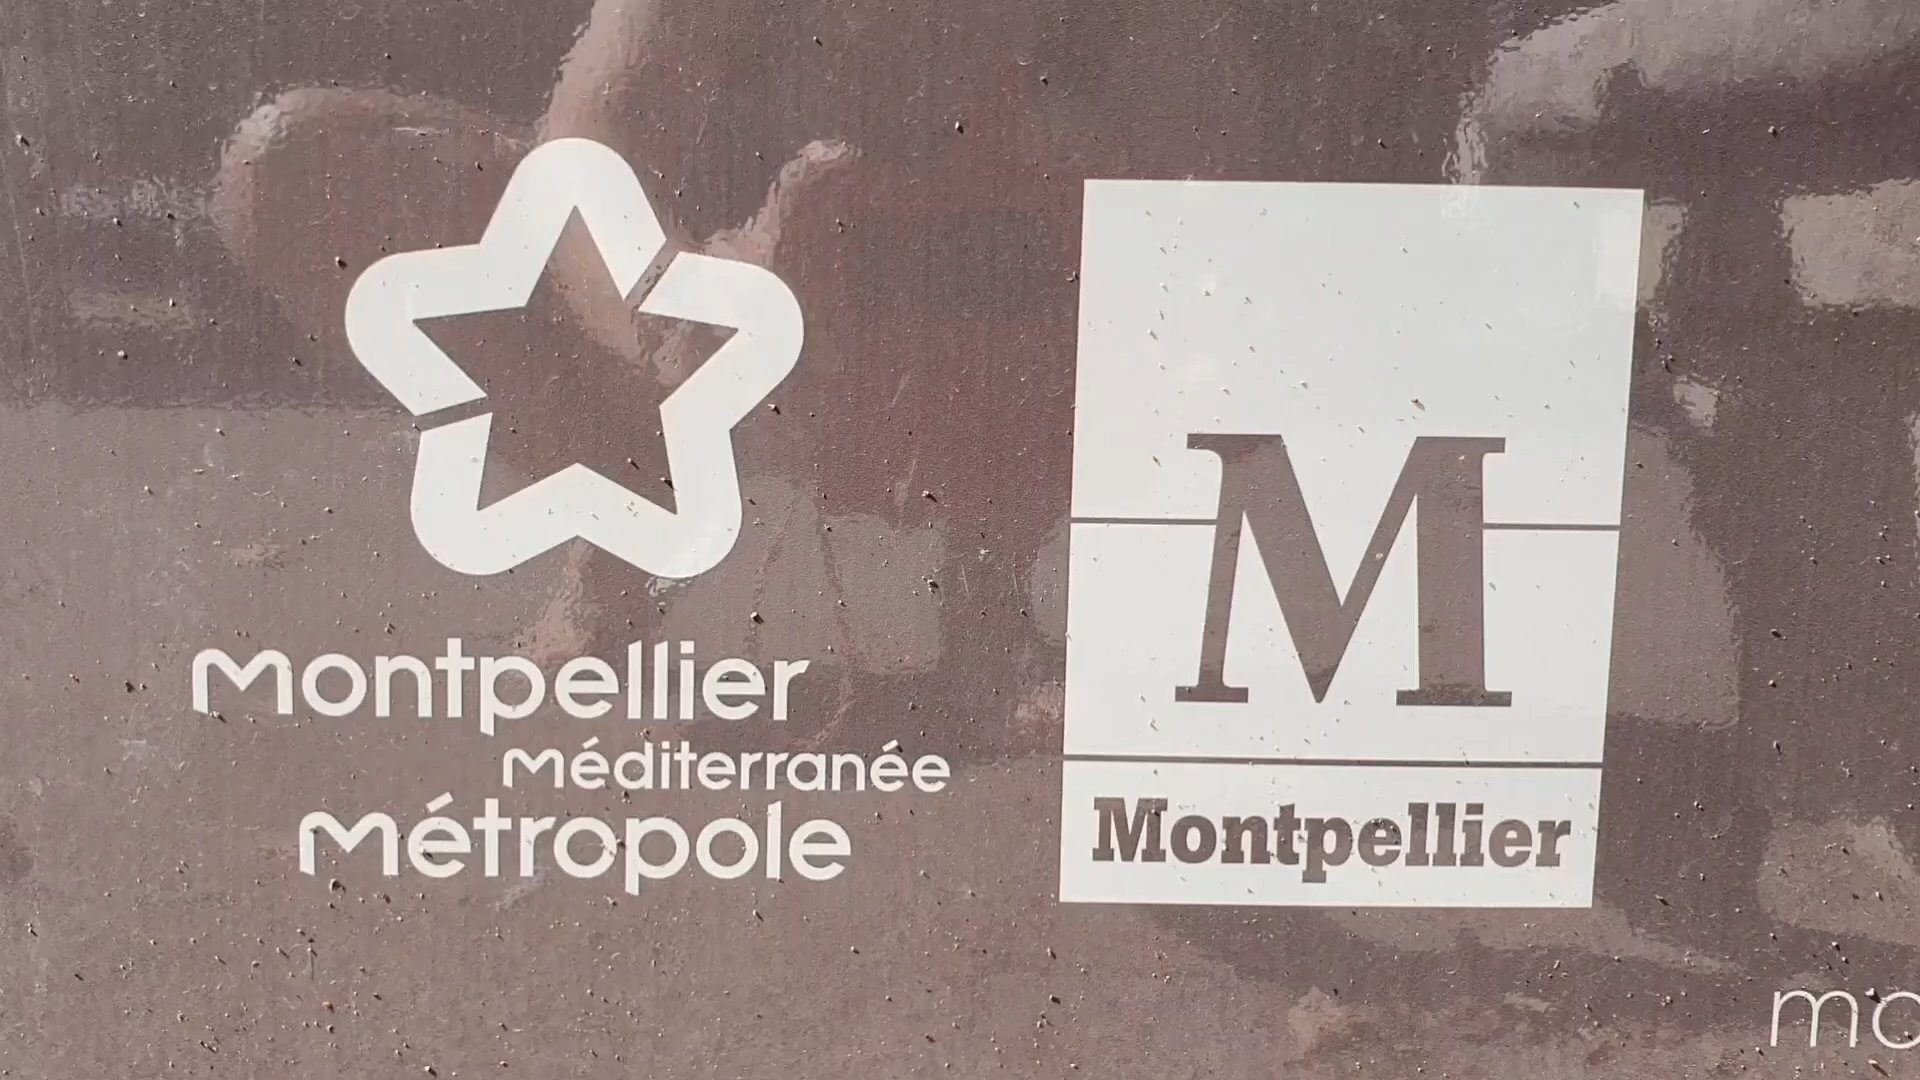 montpellier
méditerranée
métropole
M
Montpellier